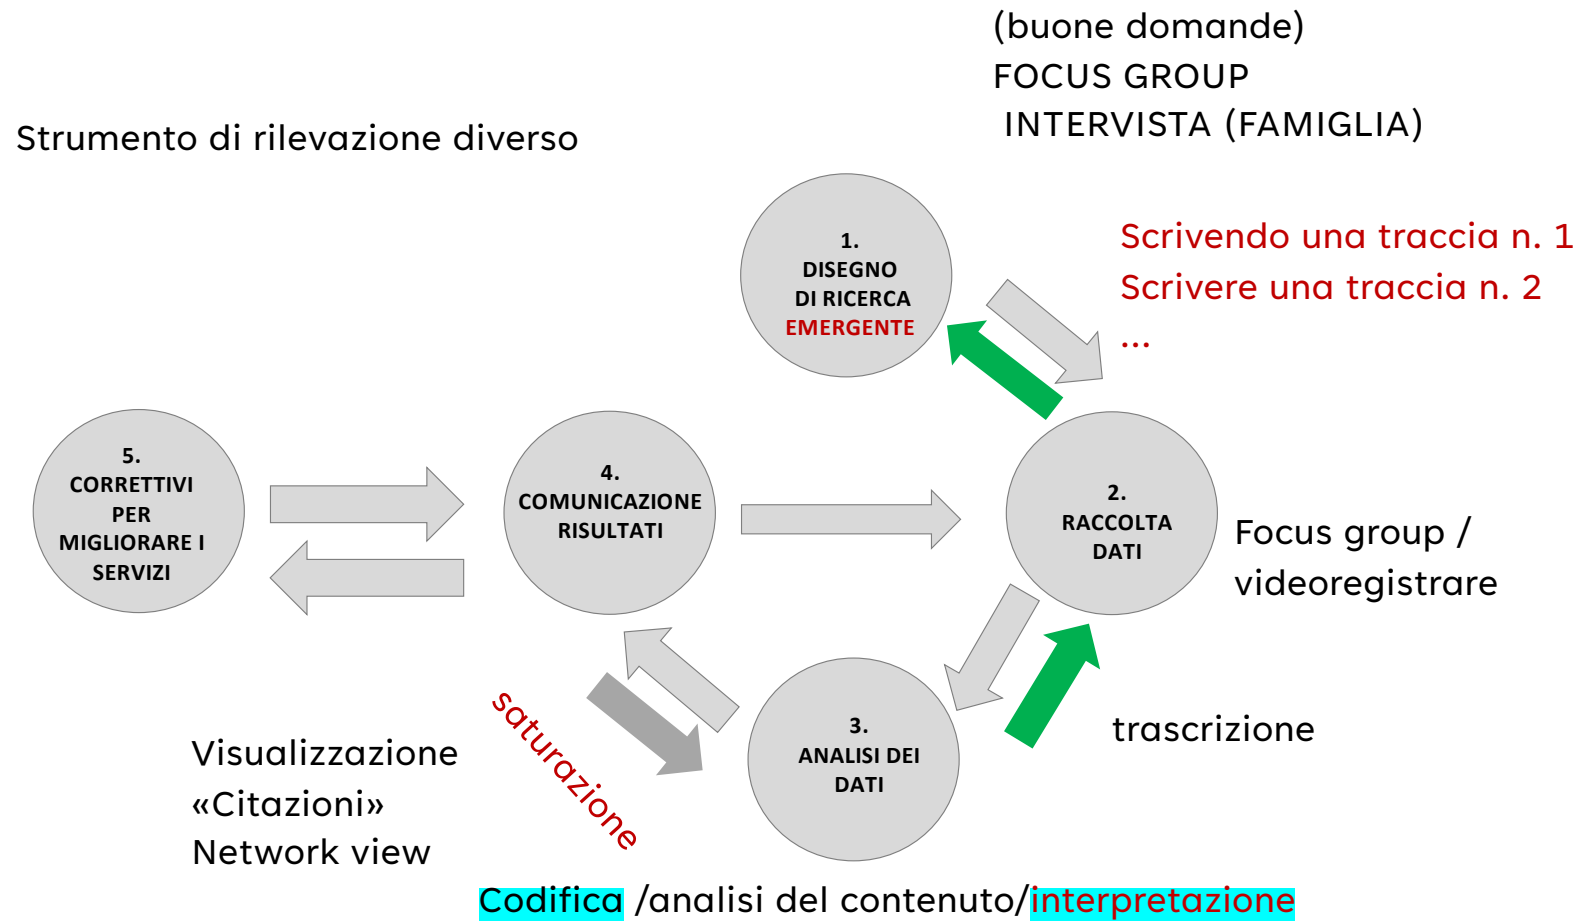 (buone domande)
FOCUS GROUP
INTERVISTA (FAMIGLIA)
Strumento di rilevazione diverso
1.
DISEGNO
DI RICERCA
EMERGENTE
Scrivendo una traccia n. 1
Scrivere una traccia n. 2
...
5.
CORRETTIVI
PER
MIGLIORARE I
SERVIZI
4.
COMUNICAZIONE
RISULTATI
2.
RACCOLTA
DATI
Focus group /
videoregistrare
saturazione
3.
ANALISI DEI
DATI
trascrizione
Visualizzazione
«Citazioni»
Network view
Codifica /analisi del contenuto/interpretazione